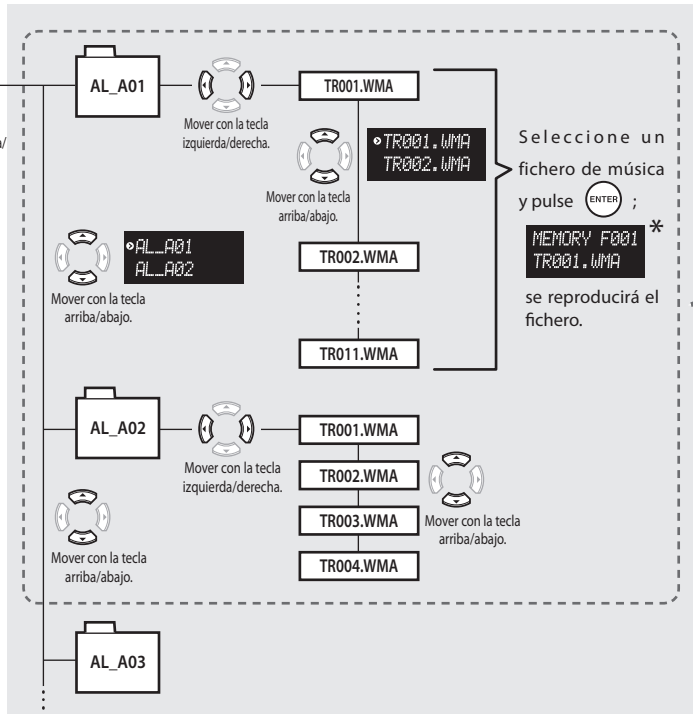 AL_A01
TR001.WMA
Mover con la tecla
izquierda/derecha.
Mover con la tecla
arriba/abajo.
TR001.WMA
TR002.WMA
Seleccione un
fichero de música
y pulse ENTER ;
MEMORY F001 *
TR001.WMA
se reproducirá el
fichero.
AL_A01
AL_A02
Mover con la tecla
arriba/abajo.
TR002.WMA
TR011.WMA
AL_A02
Mover con la tecla
izquierda/derecha.
TR001.WMA
TR002.WMA
TR003.WMA
TR004.WMA
Mover con la tecla
arriba/abajo.
Mover con la tecla
arriba/abajo.
AL_A03